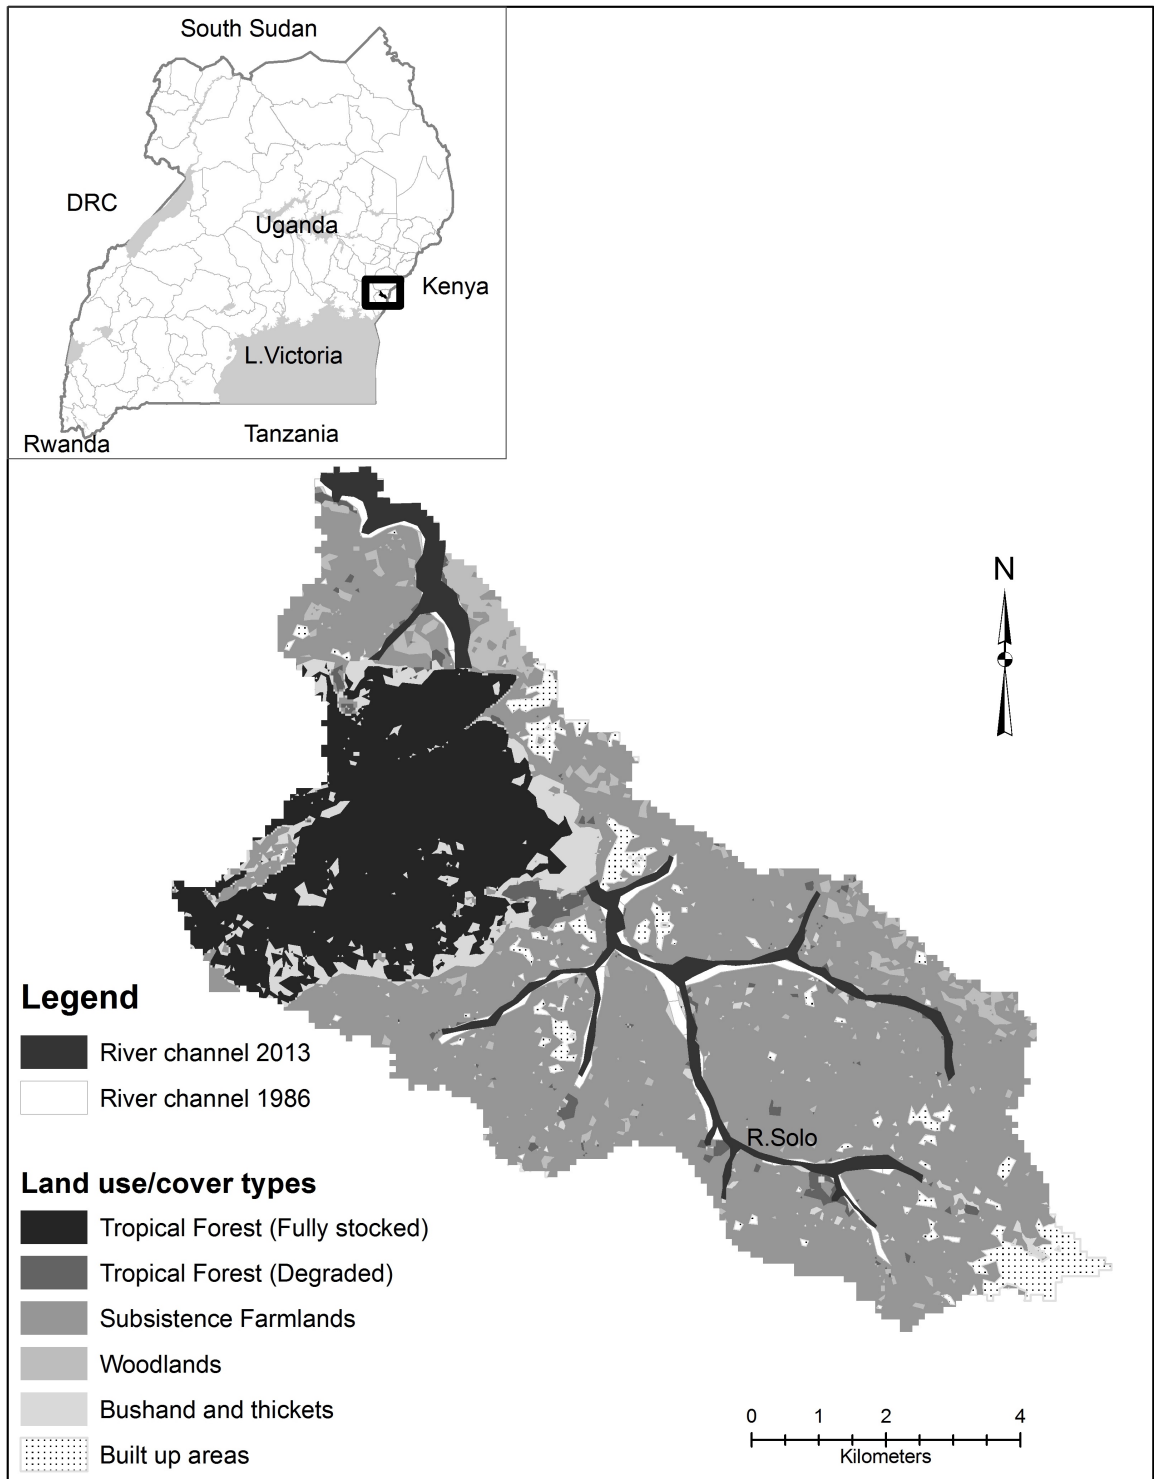 South Sudan
DRC
Uganda
Kenya
L.Victoria
Tanzania
Rwanda
N
R.Solo
Legend
River channel 2013
River channel 1986
Land use/cover types
Tropical Forest (Fully stocked)
Tropical Forest (Degraded)
Subsistence Farmlands
Woodlands
Bushand and thickets
Built up areas
0 1 2 4
Kilometers